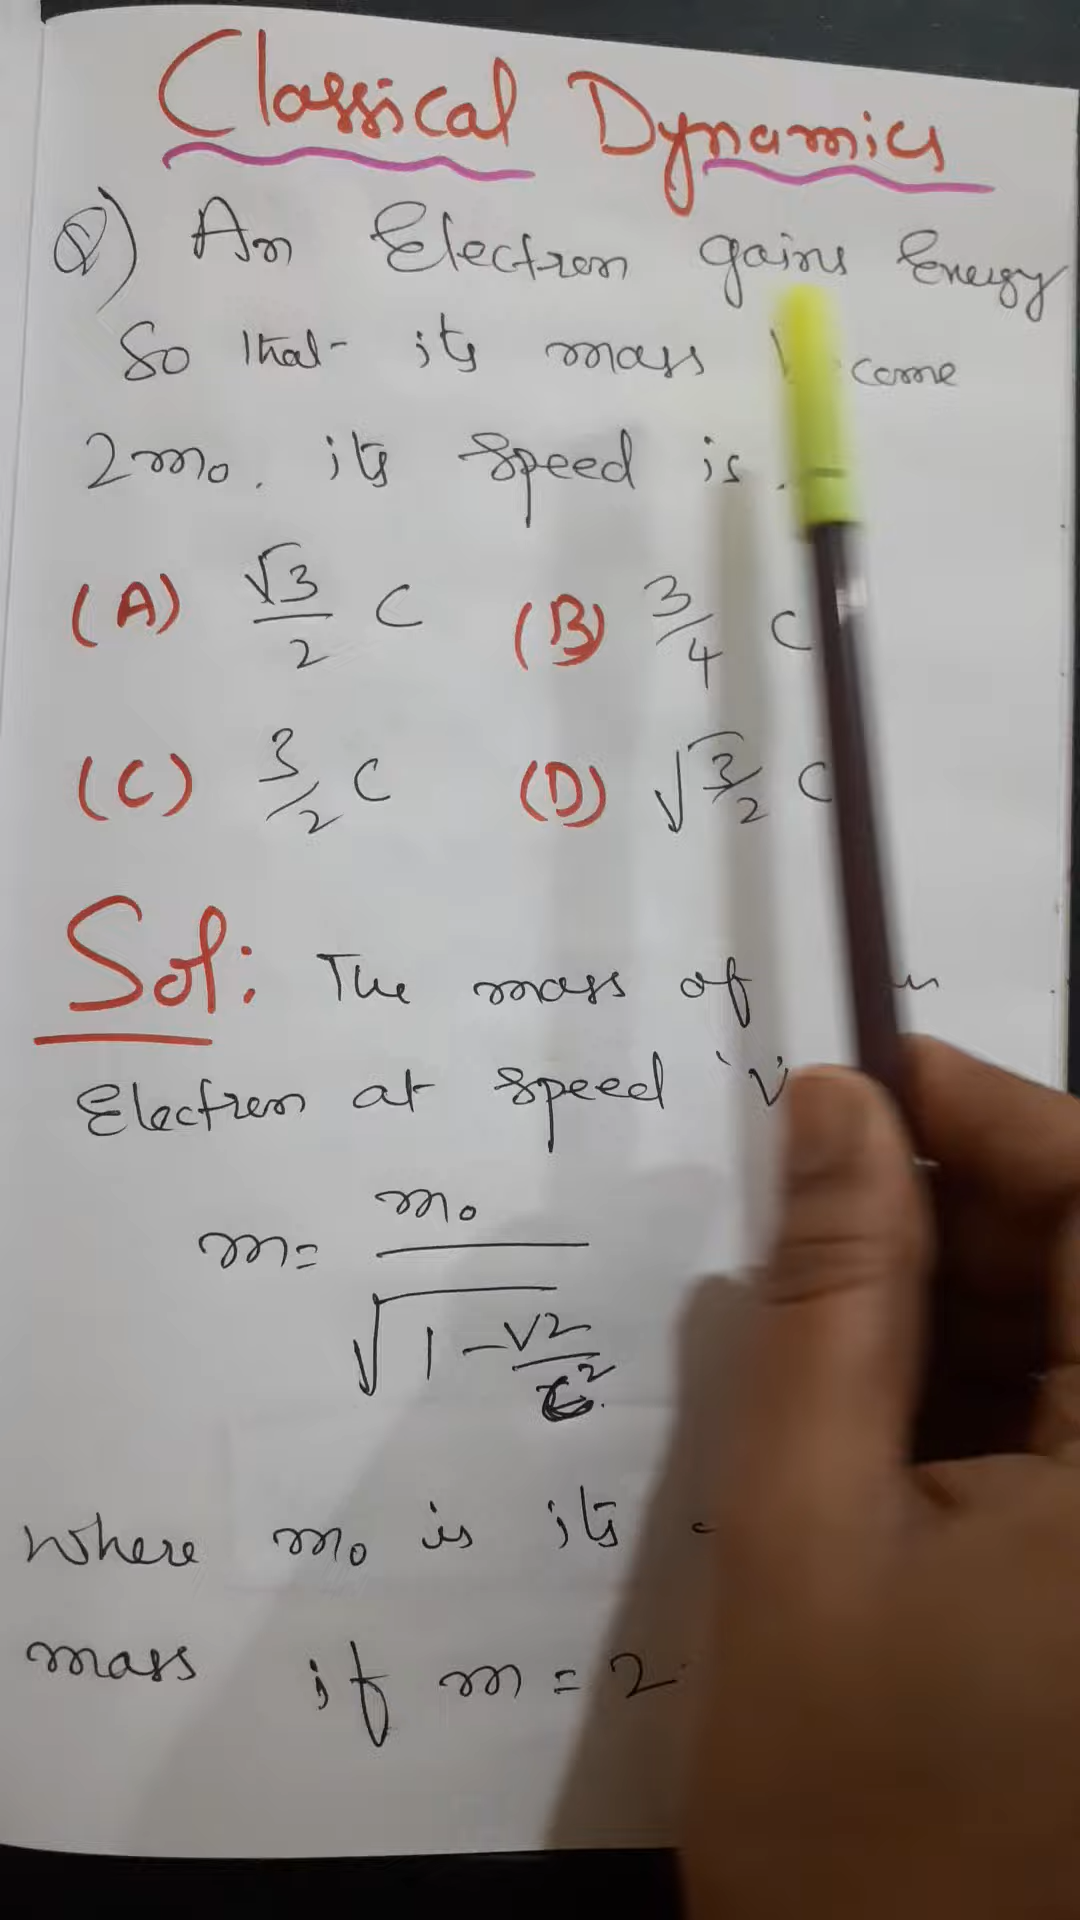 Classical Dynamics
Q) An Electron gains Energy
So that its mass come
2m₀. its speed is.
(A) √3/2 C (B) 3/4 C
(C) 3/2 C (D) √3/2 C
Sol: The mass of
Electron at speed 'v
m = m₀ / √1 - v2/c²
where m₀ is its
mass if m = 2